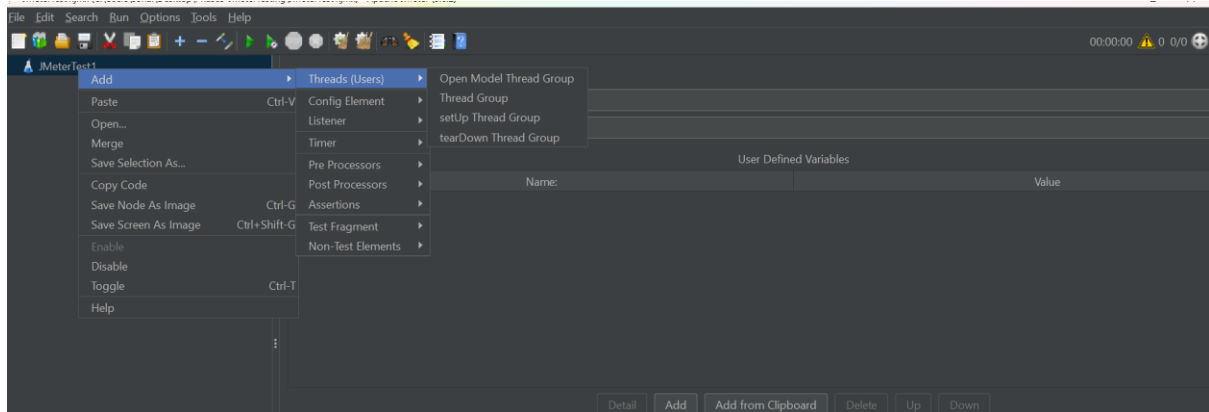 File Edit Search Run Options Tools Help
00:00:00 0 0/0
JMeterTest1
Add
Paste Ctrl-V
Open...
Merge
Save Selection As...
Copy Code
Save Node As Image Ctrl-G
Save Screen As Image Ctrl+Shift-G
Enable
Disable
Toggle Ctrl-T
Help
Threads (Users)
Config Element
Listener
Timer
Pre Processors
Post Processors
Assertions
Test Fragment
Non-Test Elements
Open Model Thread Group
Thread Group
setUp Thread Group
tearDown Thread Group
User Defined Variables
Name: Value
Detail Add Add from Clipboard Delete Up Down